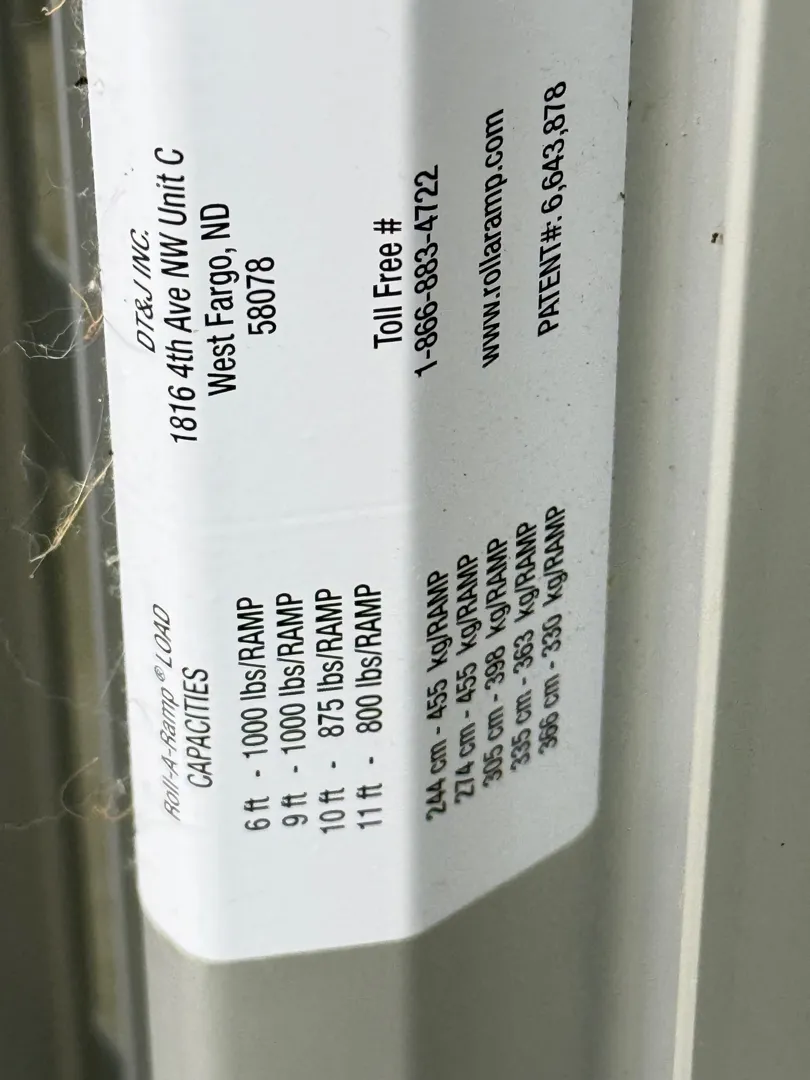 Roll-A-Ramp® LOAD
CAPACITIES
6 ft - 1000 lbs/RAMP
9 ft - 1000 lbs/RAMP
10 ft - 875 lbs/RAMP
11 ft - 800 lbs/RAMP
244 cm - 455 kg/RAMP
274 cm - 455 kg/RAMP
305 cm - 398 kg/RAMP
335 cm - 363 kg/RAMP
366 cm - 330 kg/RAMP
DT&J INC.
1816 4th Ave NW Unit C
West Fargo, ND
58078
Toll Free #
1-866-883-4722
www.rollaramp.com
PATENT#: 6,643,878